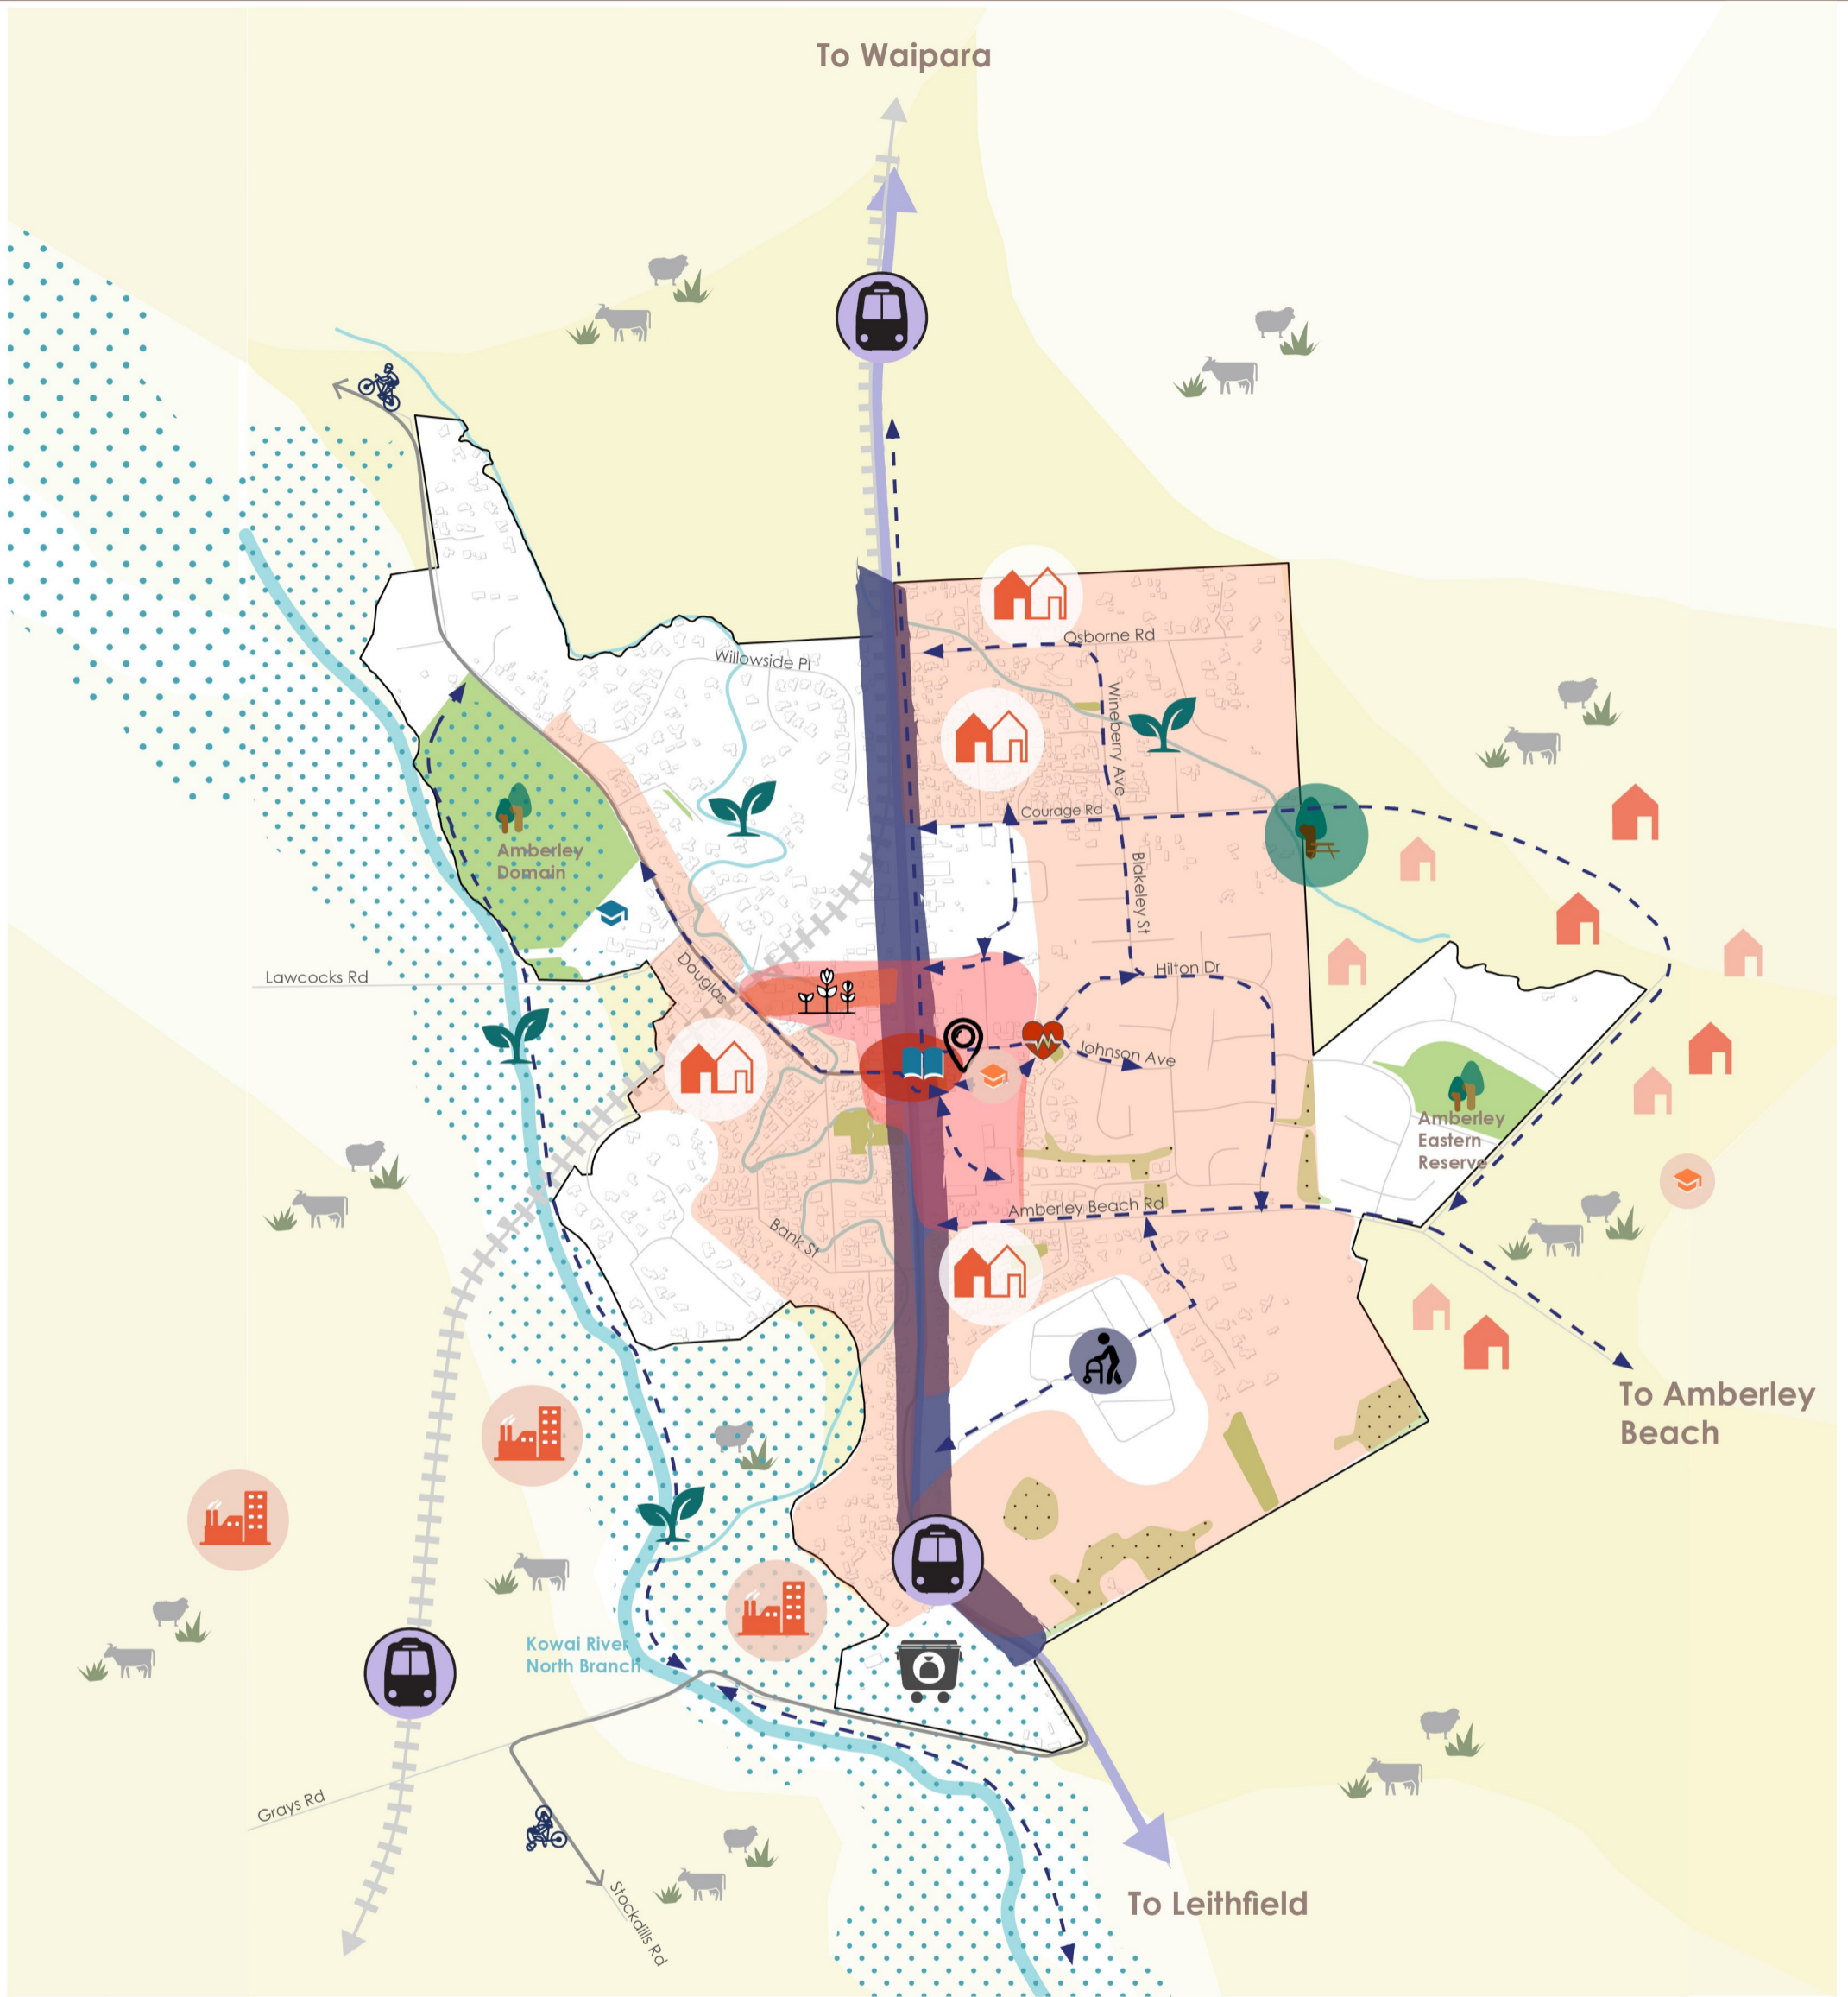 To Waipara
Osborne Rd
Willowside Pl
Wineberry Ave
Courage Rd
Amberley
Domain
Blakeley St
Lawcocks Rd
Douglas
Hilton Dr
Johnson Ave
Amberley
Eastern
Reserve
Amberley Beach Rd
Bank St
To Amberley
Beach
Kowai River
North Branch
Grays Rd
Stockdills Rd
To Leithfield